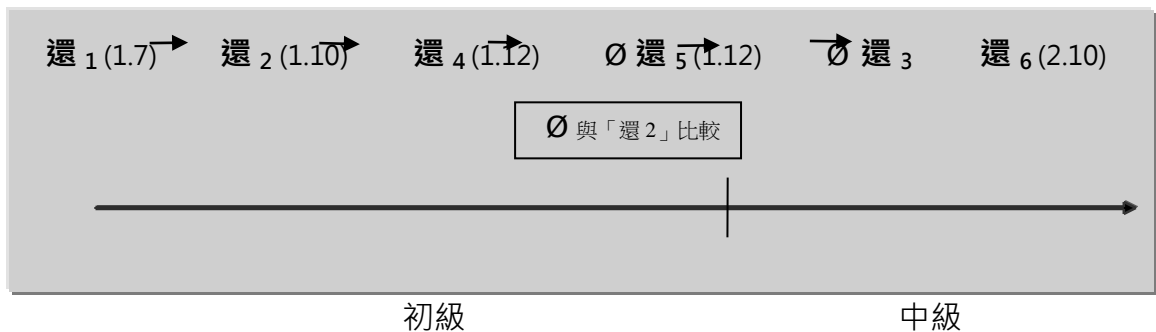 還 1 (1.7) 還 2 (1.10) 還 4 (1.12) Ø 還 5 (1.12) Ø 還 3 還 6 (2.10)
Ø 與「還 2」比較
初級 中級